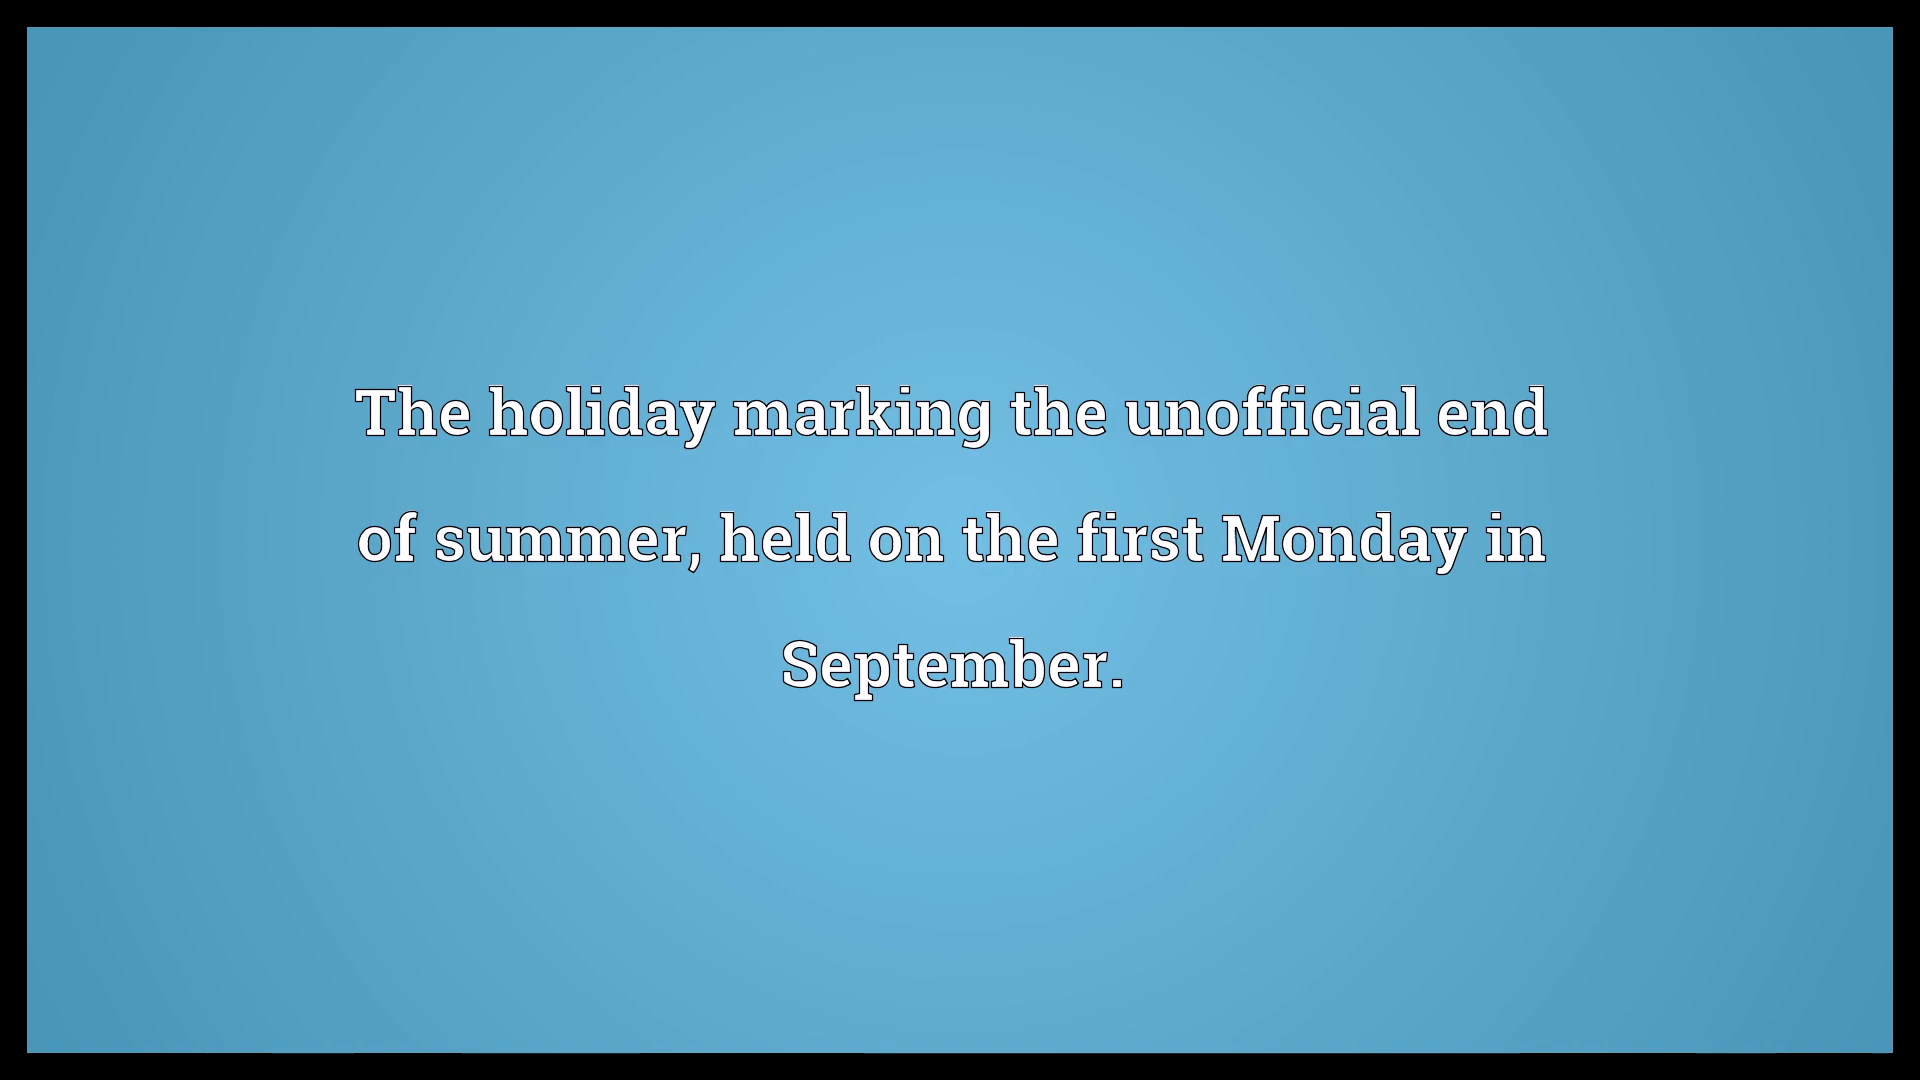 The holiday marking the unofficial end
of summer, held on the first Monday in
September.